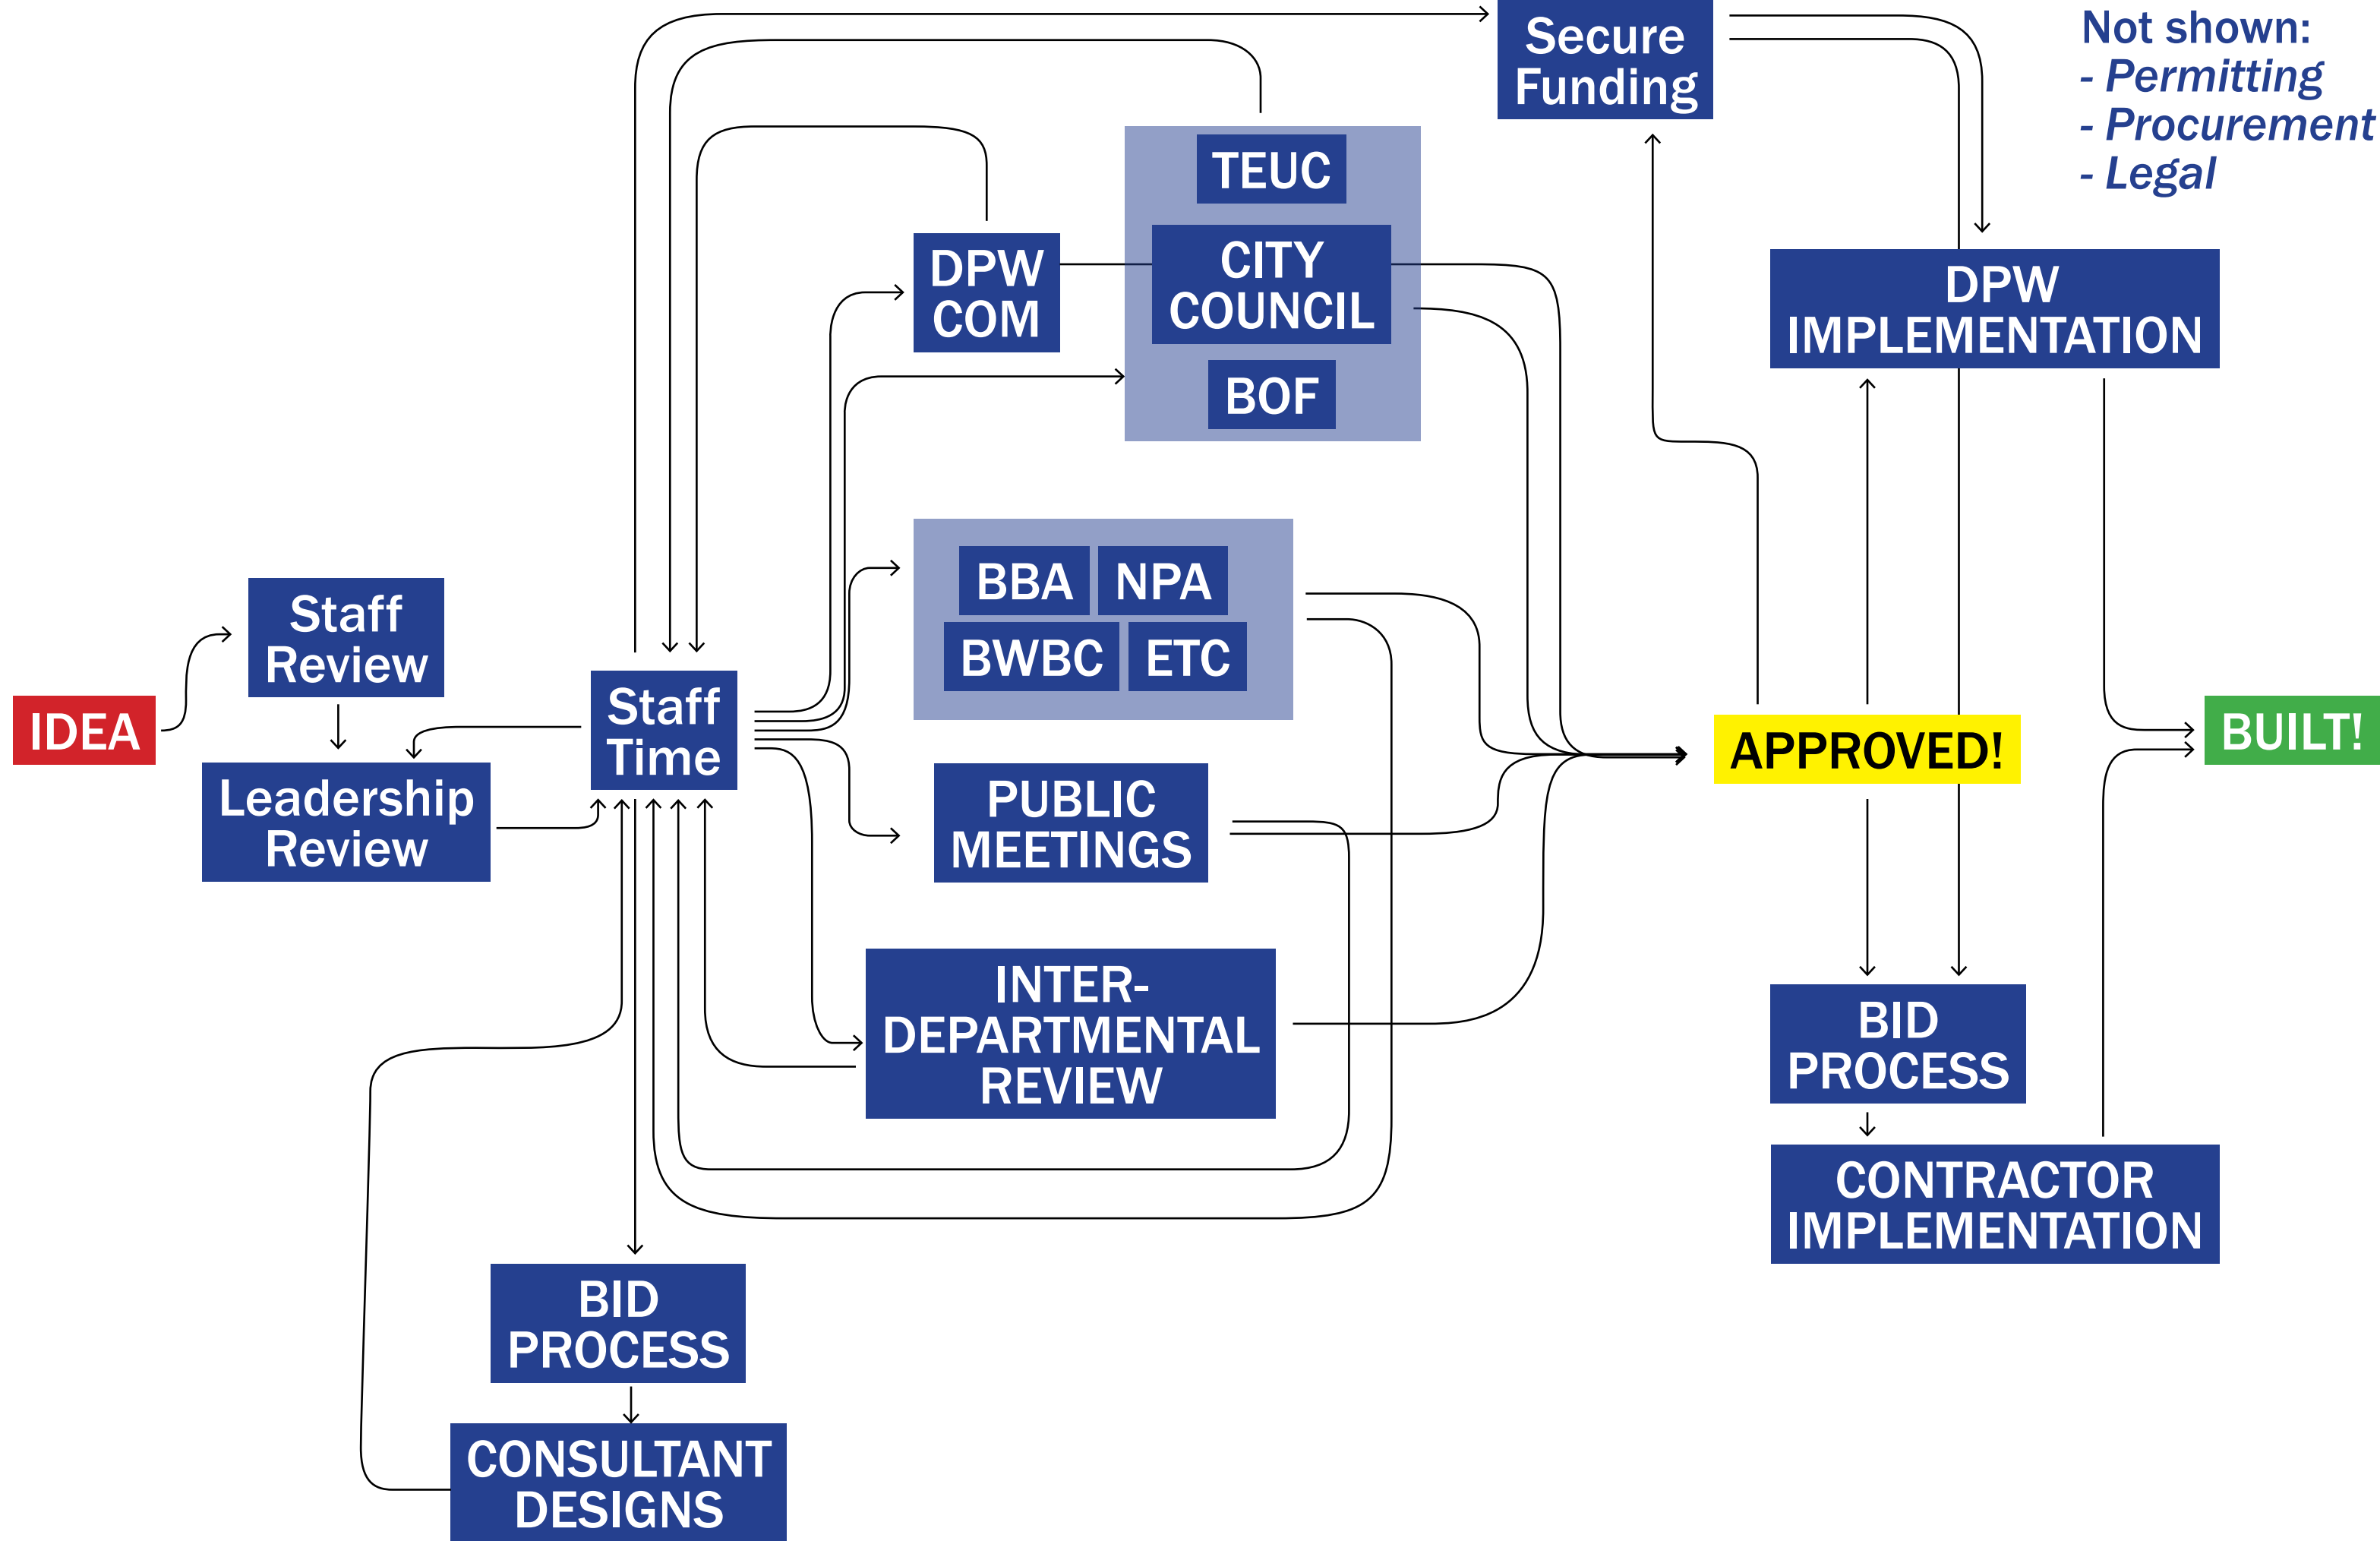 Secure
Funding
Not shown:
- Permitting
- Procurement
- Legal
TEUC
DPW
COM
CITY
COUNCIL
BOF
DPW
IMPLEMENTATION
BBA
NPA
BWBC
ETC
Staff
Review
IDEA
Leadership
Review
Staff
Time
PUBLIC
MEETINGS
APPROVED!
BUILT!
INTER-
DEPARTMENTAL
REVIEW
BID
PROCESS
CONTRACTOR
IMPLEMENTATION
BID
PROCESS
CONSULTANT
DESIGNS